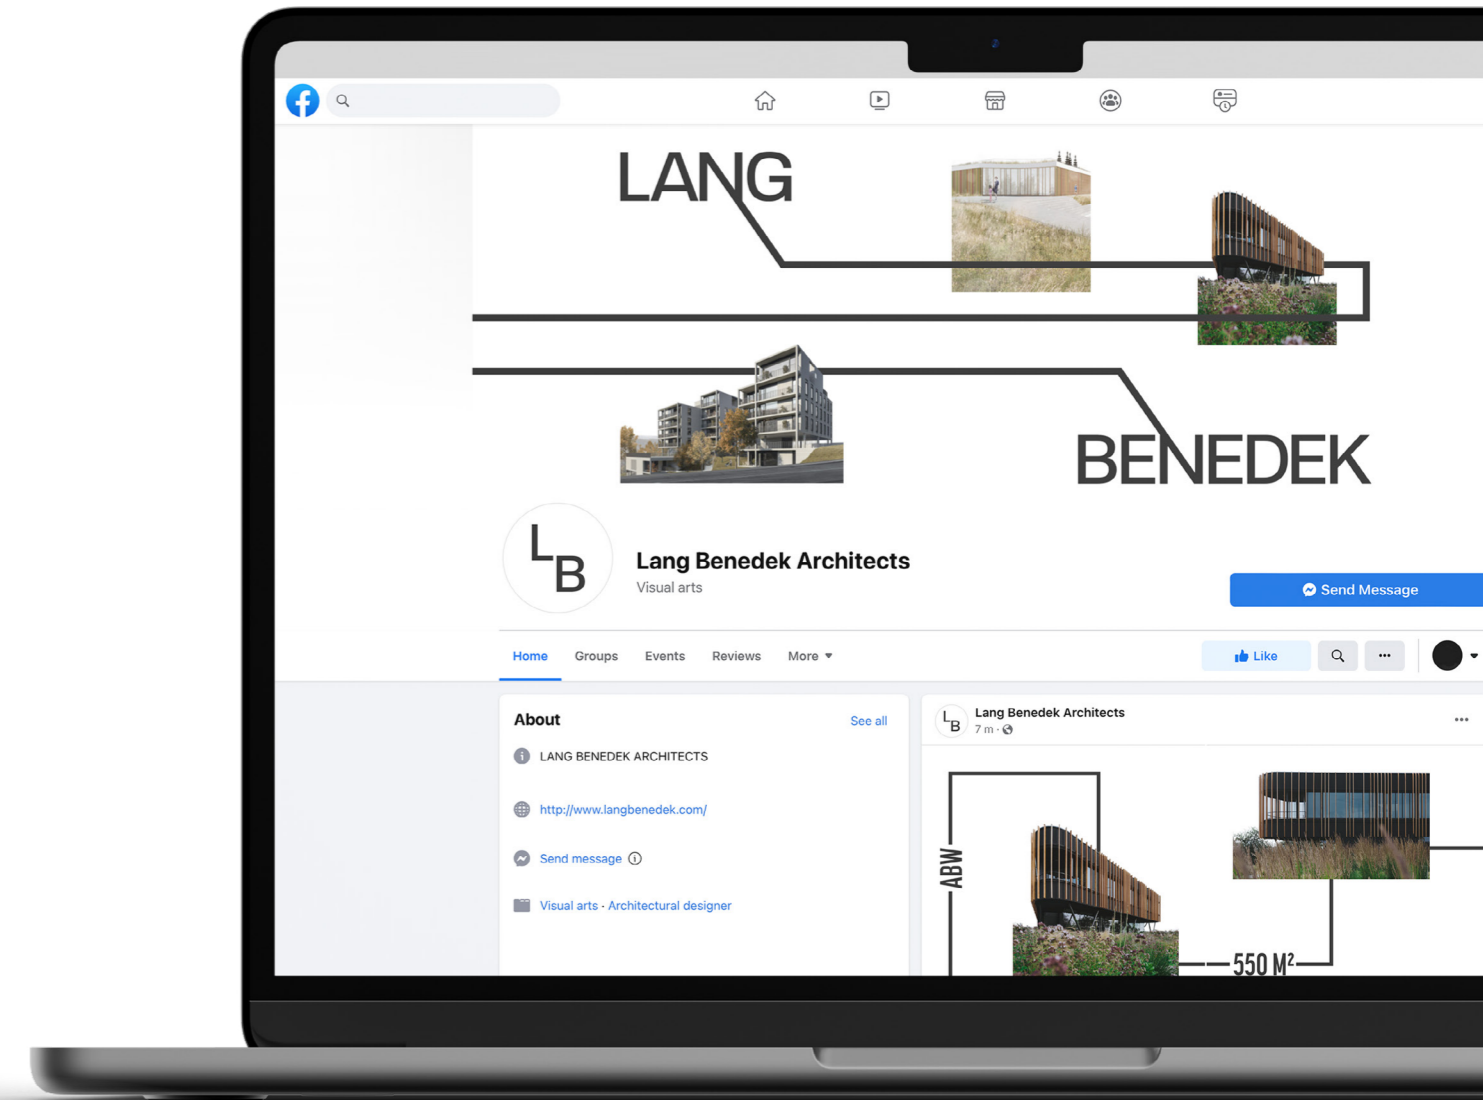 LANG
BENEDEK
L
B
Lang Benedek Architects
Visual arts
Send Message
Home Groups Events Reviews More
Like
About
See all
LANG BENEDEK ARCHITECTS
http://www.langbenedek.com/
Send message
Visual arts · Architectural designer
L
B
Lang Benedek Architects
7 m ·
ABW
550 M²